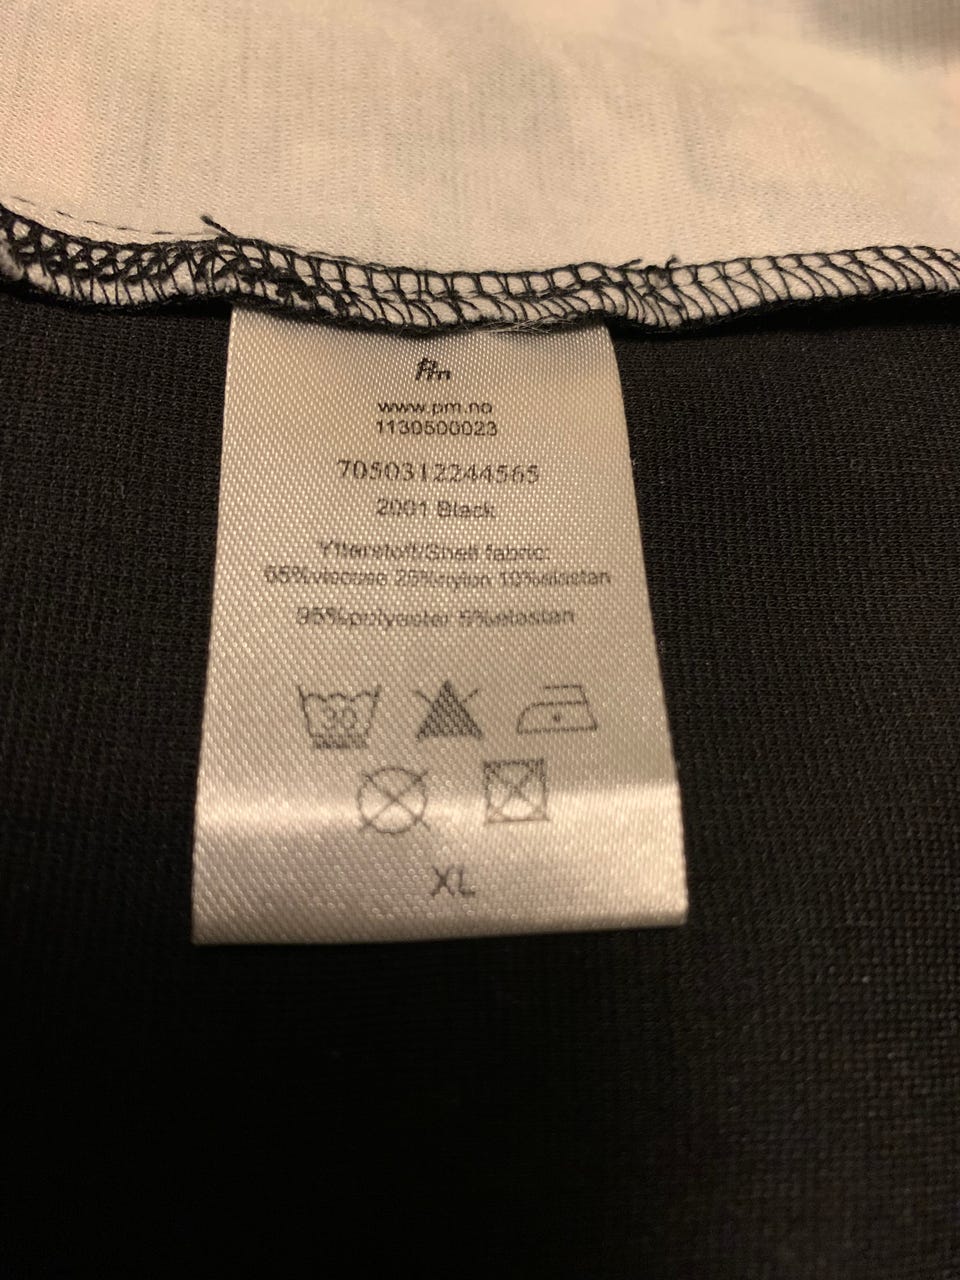 Pm
www.pm.no
1130500023
7050312244565
2001 Black
Ytterstoff/Shell fabric:
65%viscose 25%nylon 10%elastan
95%polyester 5%elastan
30
XL